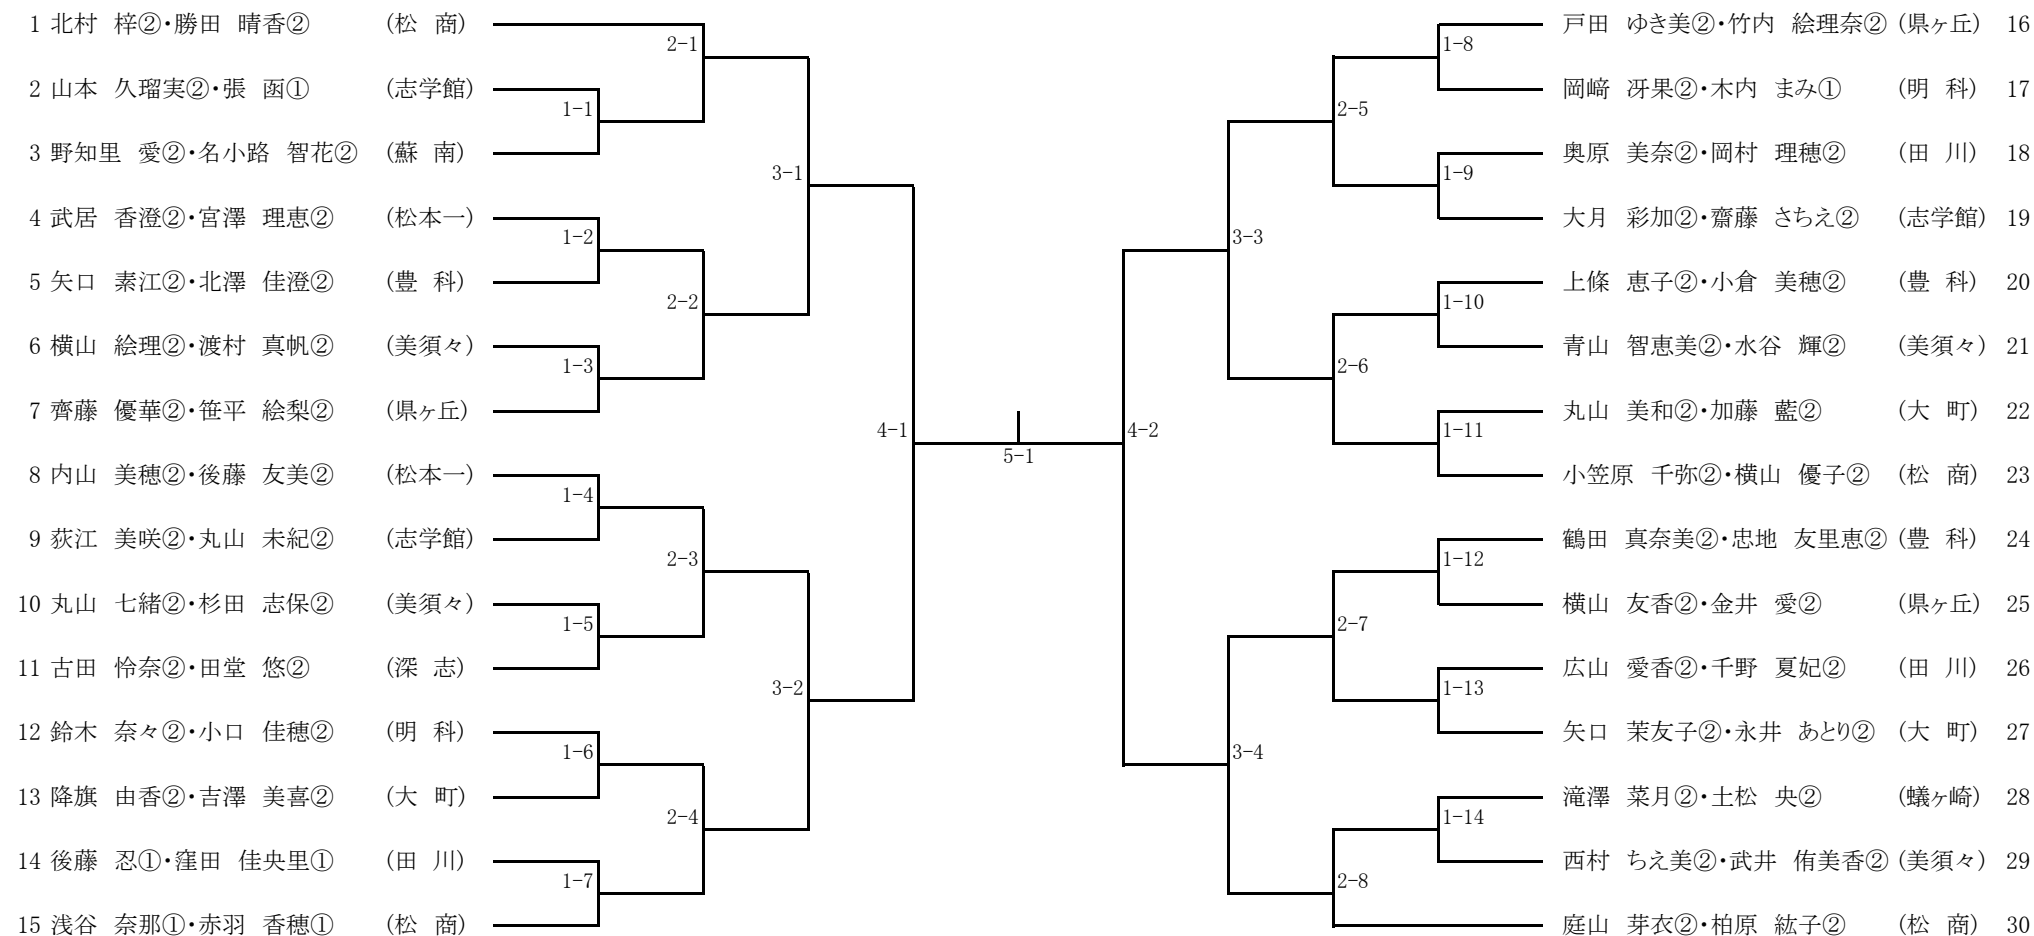 1 北村 梓②・勝田 晴香② (松 商)
2 山本 久瑠実②・張 函① (志学館)
3 野知里 愛②・名小路 智花② (蘇 南)
4 武居 香澄②・宮澤 理恵② (松本一)
5 矢口 素江②・北澤 佳澄② (豊 科)
6 横山 絵理②・渡村 真帆② (美須々)
7 齊藤 優華②・笹平 絵梨② (県ヶ丘)
8 内山 美穂②・後藤 友美② (松本一)
9 荻江 美咲②・丸山 未紀② (志学館)
10 丸山 七緒②・杉田 志保② (美須々)
11 古田 怜奈②・田堂 悠② (深 志)
12 鈴木 奈々②・小口 佳穂② (明 科)
13 降旗 由香②・吉澤 美喜② (大 町)
14 後藤 忍①・窪田 佳央里① (田 川)
15 浅谷 奈那①・赤羽 香穂① (松 商)
1-1
1-2
1-3
1-4
1-5
1-6
1-7
2-1
2-2
2-3
2-4
3-1
3-2
4-1
5-1
4-2
3-3
3-4
2-5
2-6
2-7
2-8
1-8
1-9
1-10
1-11
1-12
1-13
1-14
戸田 ゆき美②・竹内 絵理奈② (県ヶ丘) 16
岡﨑 冴果②・木内 まみ① (明 科) 17
奥原 美奈②・岡村 理穂② (田 川) 18
大月 彩加②・齋藤 さちえ② (志学館) 19
上條 恵子②・小倉 美穂② (豊 科) 20
青山 智恵美②・水谷 輝② (美須々) 21
丸山 美和②・加藤 藍② (大 町) 22
小笠原 千弥②・横山 優子② (松 商) 23
鶴田 真奈美②・忠地 友里恵② (豊 科) 24
横山 友香②・金井 愛② (県ヶ丘) 25
広山 愛香②・千野 夏妃② (田 川) 26
矢口 茉友子②・永井 あとり② (大 町) 27
滝澤 菜月②・土松 央② (蟻ヶ崎) 28
西村 ちえ美②・武井 侑美香② (美須々) 29
庭山 芽衣②・柏原 紘子② (松 商) 30